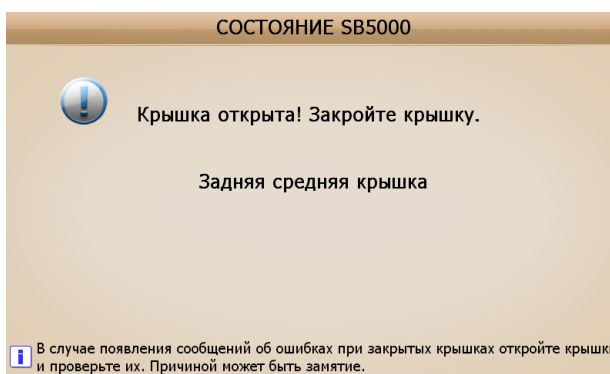 СОСТОЯНИЕ SB5000
Крышка открыта! Закройте крышку.
Задняя средняя крышка
В случае появления сообщений об ошибках при закрытых крышках откройте крышк
и проверьте их. Причиной может быть замятие.